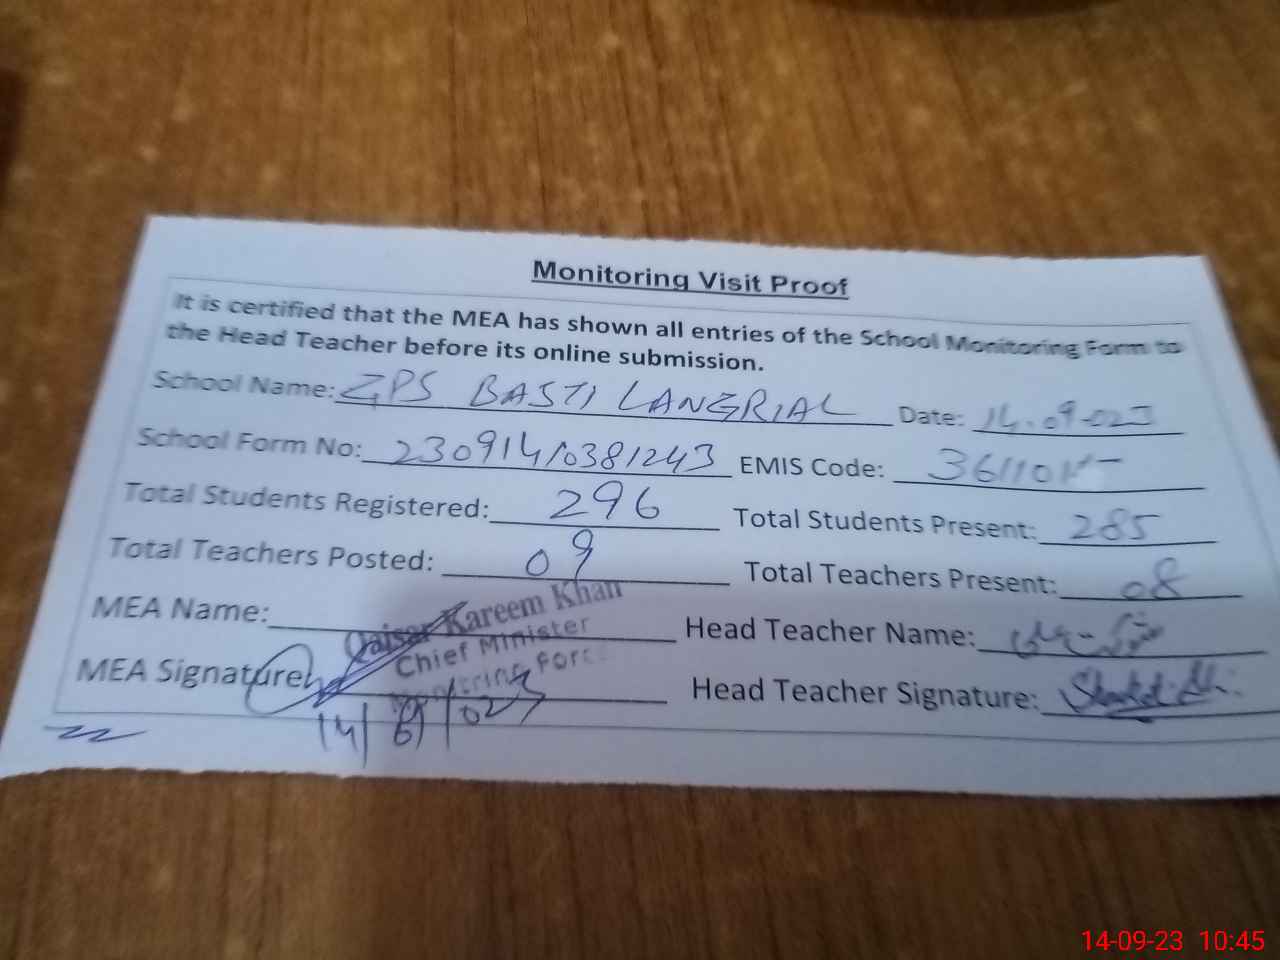 Monitoring Visit Proof
It is certified that the MEA has shown all entries of the School Monitoring Form to
the Head Teacher before its online submission.
School Name: GPS BASTI LANGRIAL Date: 14.09.023
School Form No: 23091410381243 EMIS Code:
Total Students Registered: 296 Total Students Present: 285
Total Teachers Posted: 09 Total Teachers Present: 08
MEA Name: Head Teacher Name:
Qaisar Kareem Khan
Chief Minister
Monitoring Force
MEA Signature Head Teacher Signature:
14/9/023
14-09-23 10:45